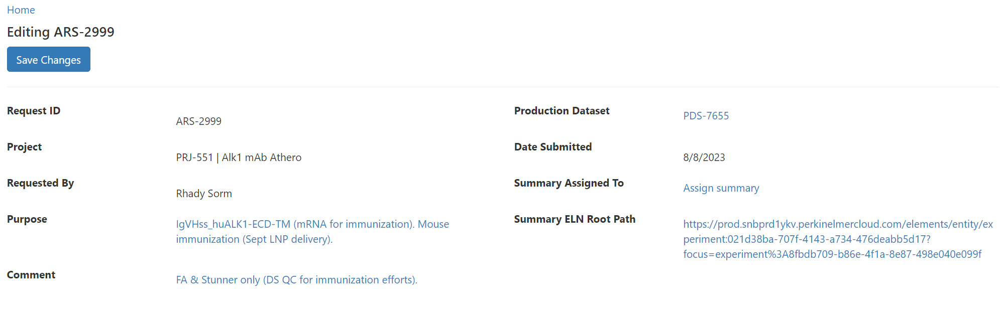 Home
Editing ARS-2999
Save Changes
Request ID
ARS-2999
Project
PRJ-551 | Alk1 mAb Athero
Requested By
Rhady Sorm
Purpose
IgVHss_huALK1-ECD-TM (mRNA for immunization). Mouse
immunization (Sept LNP delivery).
Comment
FA & Stunner only (DS QC for immunization efforts).
Production Dataset
PDS-7655
Date Submitted
8/8/2023
Summary Assigned To
Assign summary
Summary ELN Root Path
https://prod.snbprd1ykv.perkinelmercloud.com/elements/entity/ex
periment:021d38ba-707f-4143-a734-476deabb5d17?
focus=experiment%3A8fbdb709-b86e-4f1a-8e87-498e040e099f